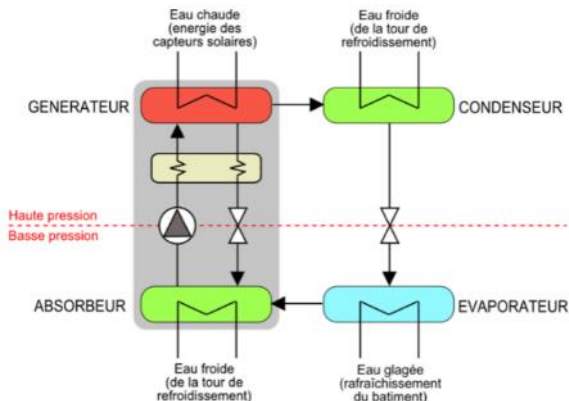 Eau chaude
(energie des
capteurs solaires)
Eau froide
(de la tour de
refroidissement)
GENERATEUR
CONDENSEUR
Haute pression
Basse pression
ABSORBEUR
EVAPORATEUR
Eau froide
(de la tour de
refroidissement)
Eau glagée
(rafraîchissement
du batiment)